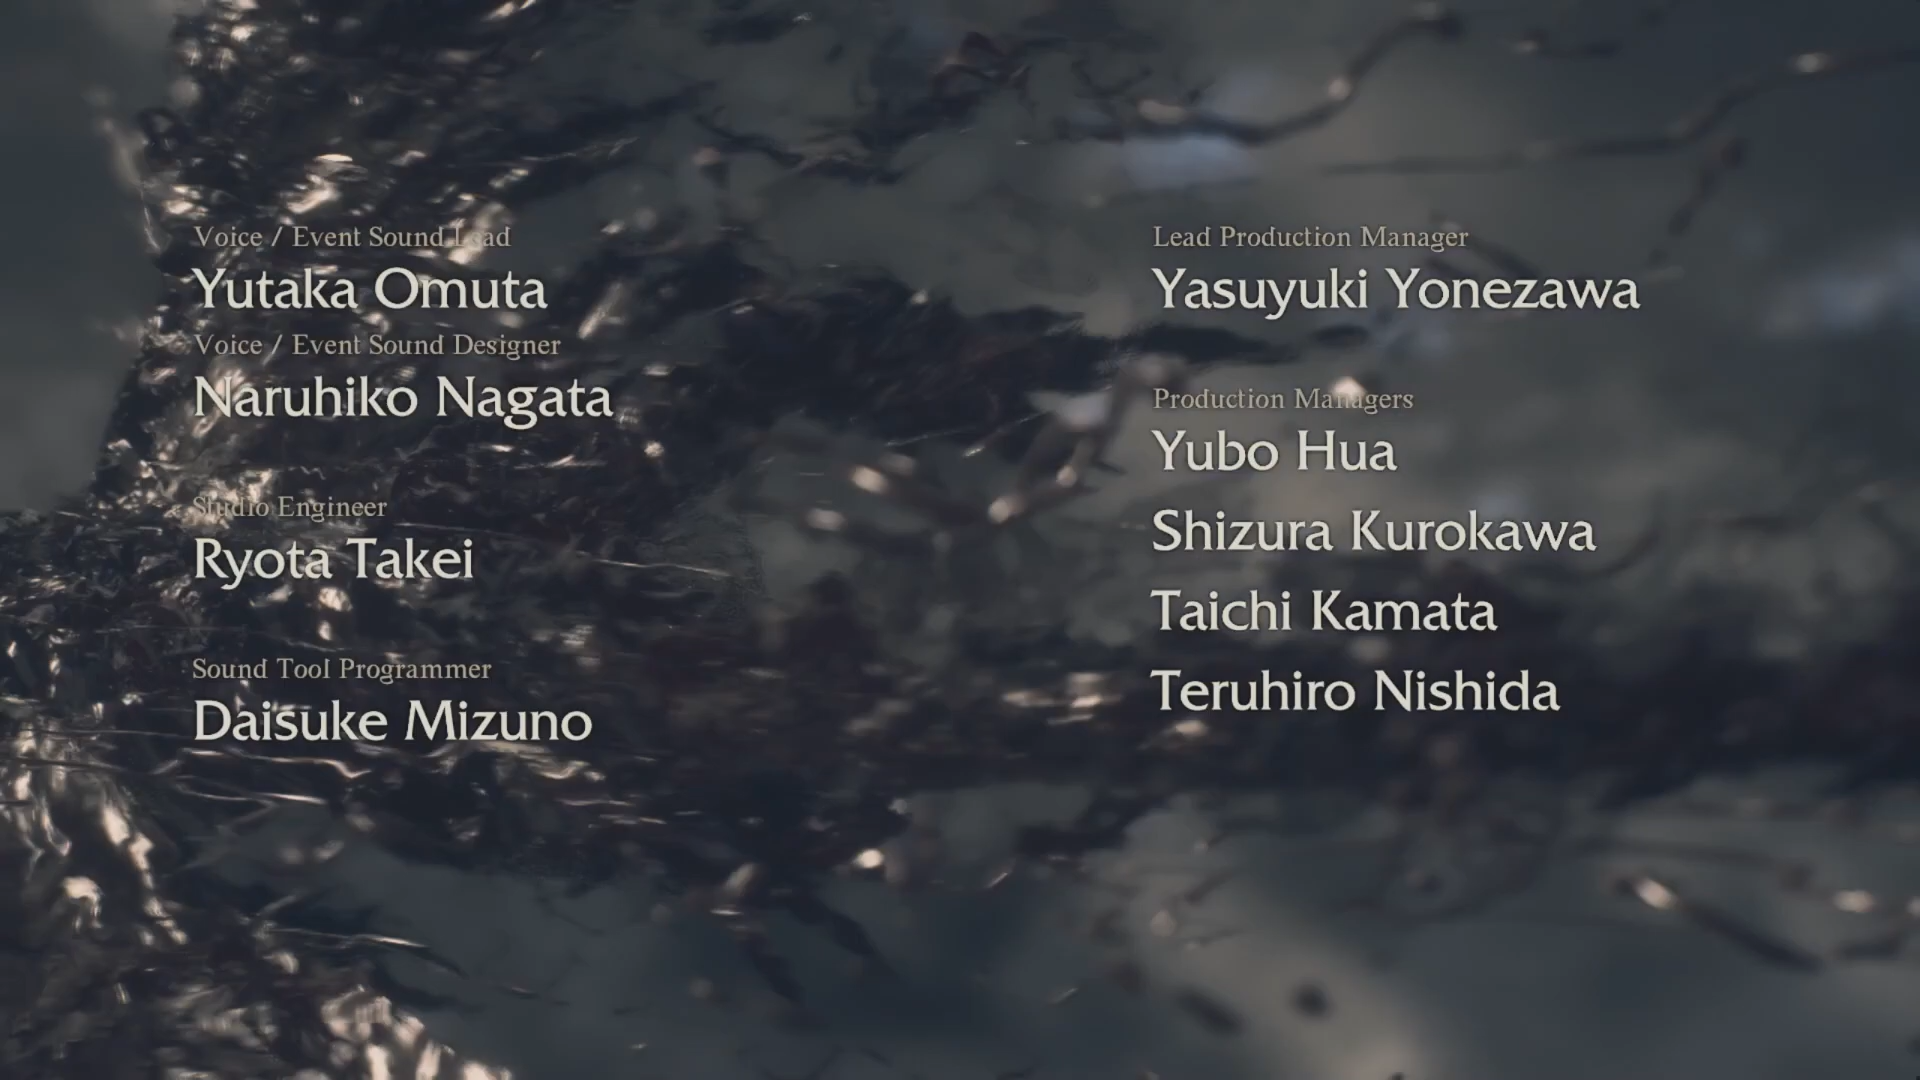 Voice / Event Sound Lead
Yutaka Omuta
Voice / Event Sound Designer
Naruhiko Nagata
Studio Engineer
Ryota Takei
Sound Tool Programmer
Daisuke Mizuno
Lead Production Manager
Yasuyuki Yonezawa
Production Managers
Yubo Hua
Shizura Kurokawa
Taichi Kamata
Teruhiro Nishida